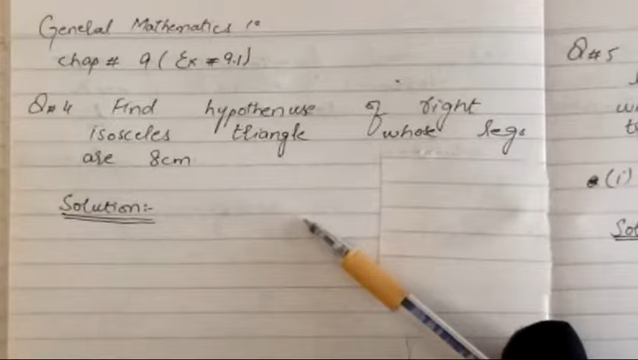 General Mathematics :-
chap # 9 ( Ex # 9.1)
Q# 4 Find hypothenuse of right
isosceles triangle whose legs
are 8cm
Solution:-
Q# 5
(i)